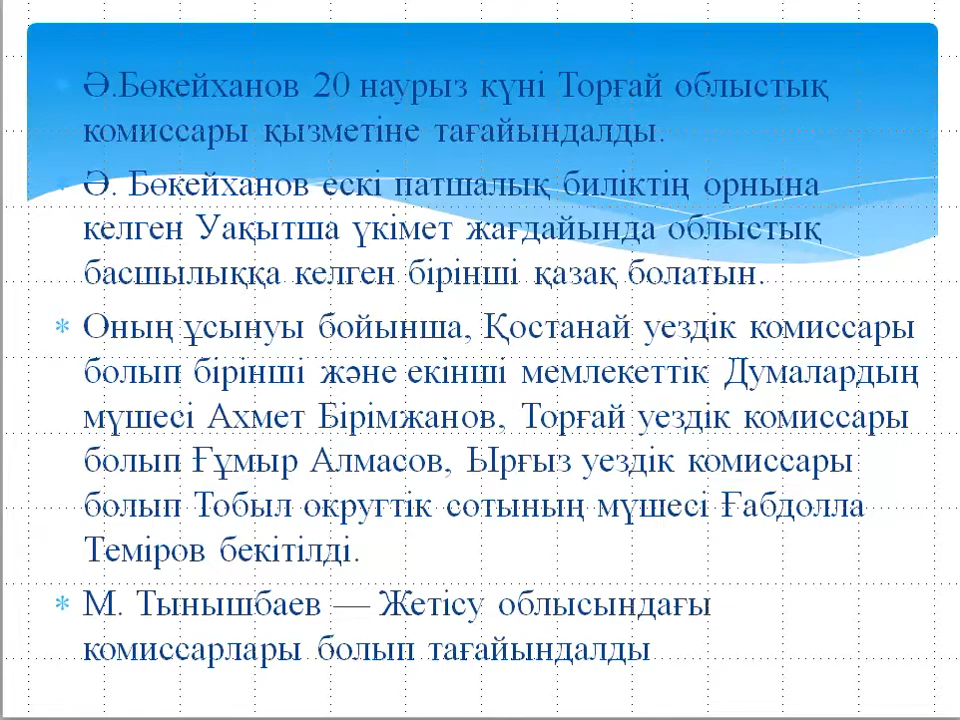 Ә.Бөкейханов 20 наурыз күні Торғай облыстық
комиссары қызметіне тағайындалды.
Ә. Бөкейханов ескі патшалық биліктің орнына
келген Уақытша үкімет жағдайында облыстық
басшылыққа келген бірінші қазақ болатын.
* Оның ұсынуы бойынша, Қостанай уездік комиссары
болып бірінші және екінші мемлекеттік Думалардың
мүшесі Ахмет Бірімжанов, Торғай уездік комиссары
болып Ғұмыр Алмасов, Ырғыз уездік комиссары
болып Тобыл округтік сотының мүшесі Ғабдолла
Теміров бекітілді.
* М. Тынышбаев — Жетісу облысындағы
комиссарлары болып тағайындалды